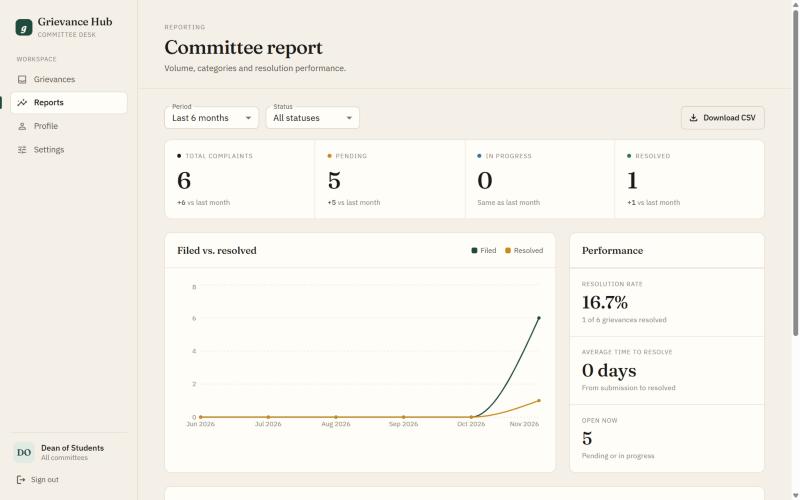 g
Grievance Hub
COMMITTEE DESK
WORKSPACE
Grievances
Reports
Profile
Settings
DO
Dean of Students
All committees
Sign out
REPORTING
Committee report
Volume, categories and resolution performance.
Period
Last 6 months
Status
All statuses
Download CSV
TOTAL COMPLAINTS
6
+6 vs last month
PENDING
5
+5 vs last month
IN PROGRESS
0
Same as last month
RESOLVED
1
+1 vs last month
Filed vs. resolved
Filed
Resolved
8
6
4
2
0
Jun 2026
Jul 2026
Aug 2026
Sep 2026
Oct 2026
Nov 2026
Performance
RESOLUTION RATE
16.7%
1 of 6 grievances resolved
AVERAGE TIME TO RESOLVE
0 days
From submission to resolved
OPEN NOW
5
Pending or in progress